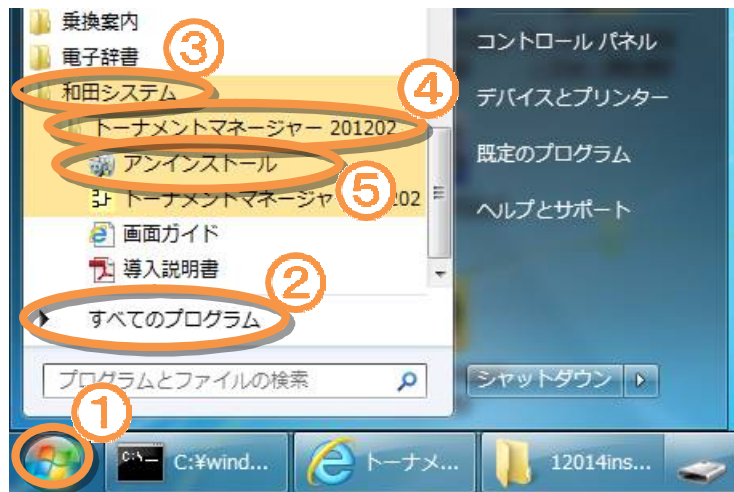 乗換案内
電子辞書
③
和田システム
④
トーナメントマネージャー 201202
アンインストール
⑤
トーナメントマネージャ 202
画面ガイド
導入説明書
②
すべてのプログラム
プログラムとファイルの検索
①
コントロール パネル
デバイスとプリンター
既定のプログラム
ヘルプとサポート
シャットダウン
C:\
C:¥wind...
トーナメ...
12014ins...